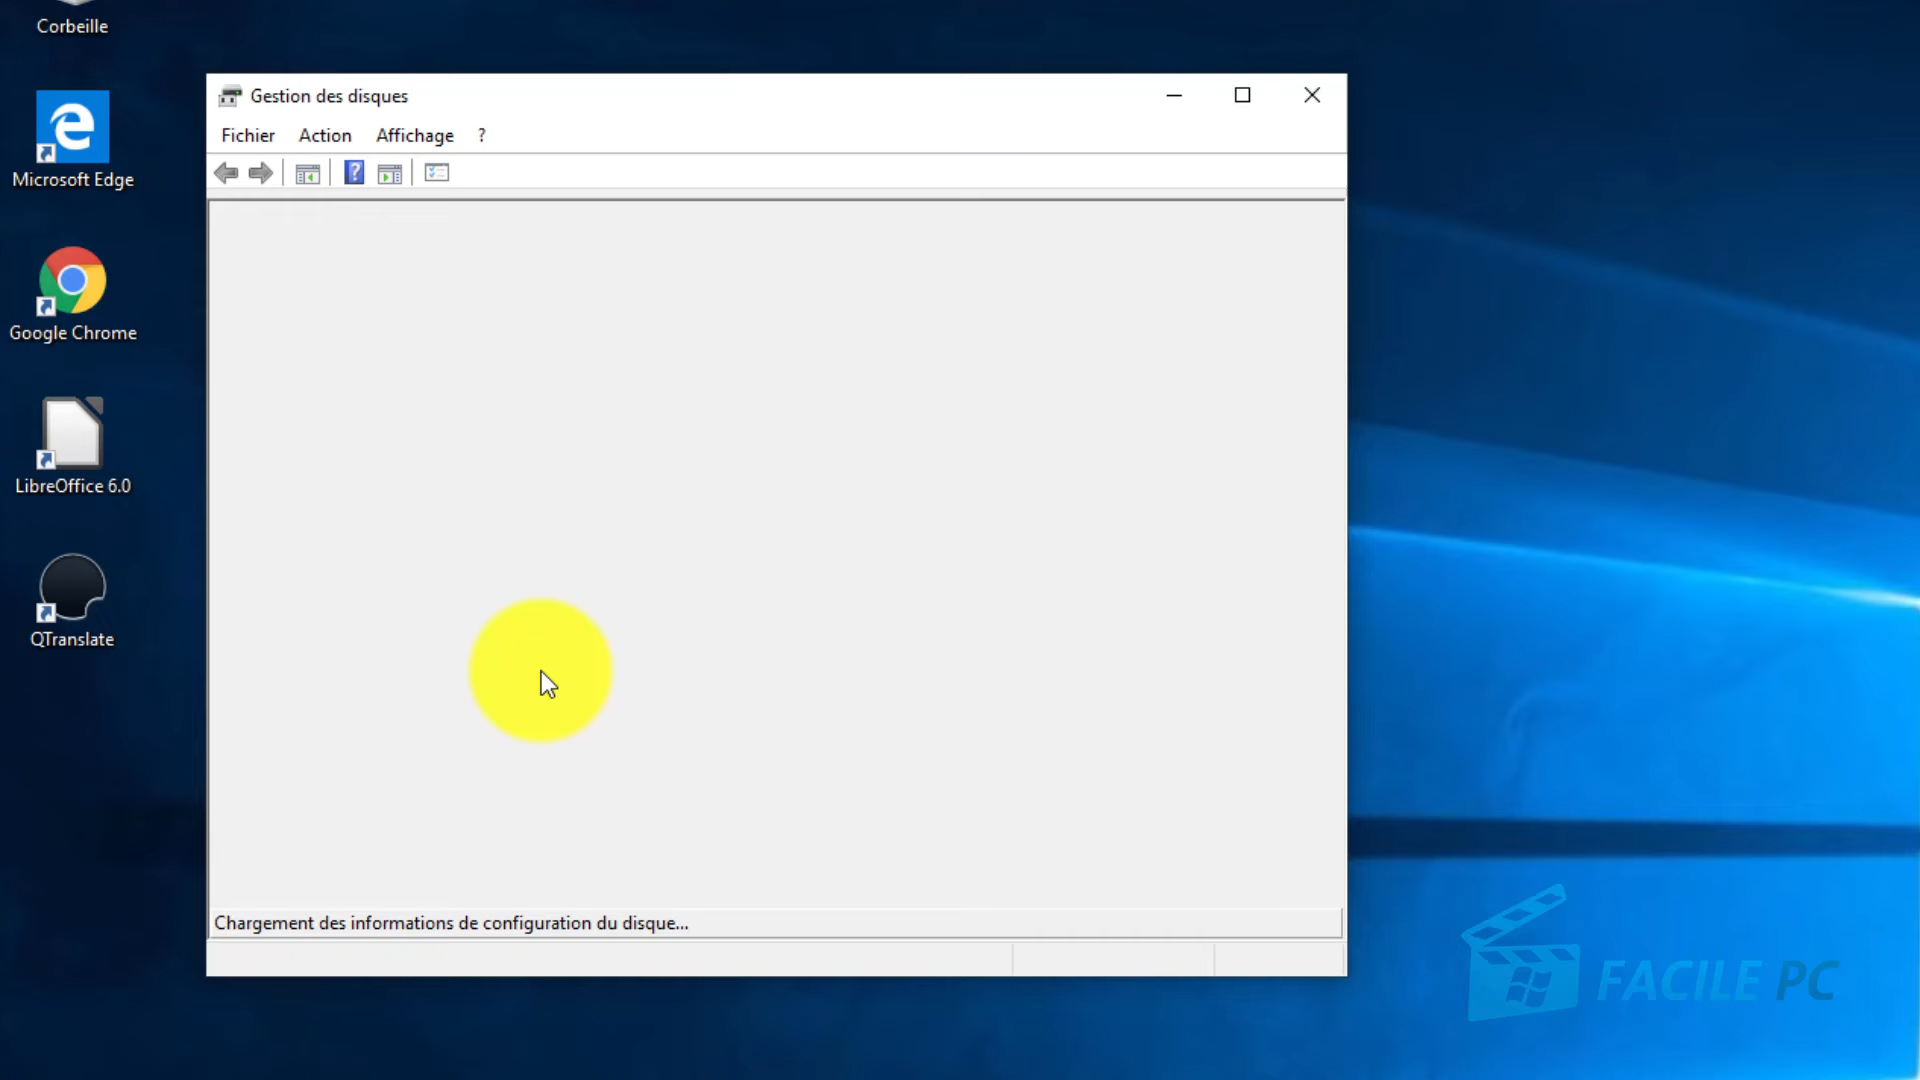 Corbeille
Microsoft Edge
Google Chrome
LibreOffice 6.0
QTranslate
Gestion des disques
Fichier Action Affichage ?
Chargement des informations de configuration du disque...
FACILE PC